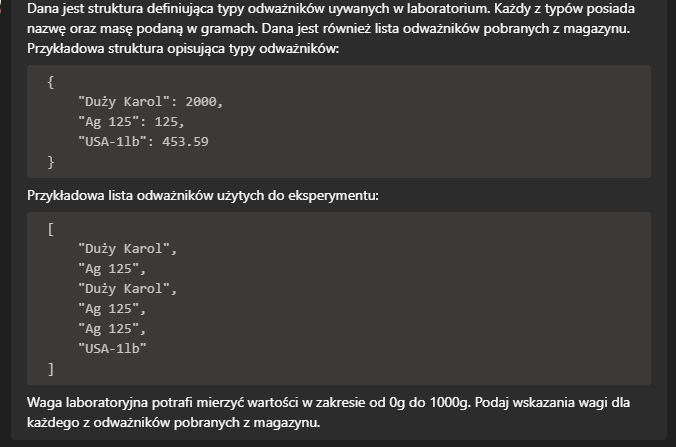 Dana jest struktura definiująca typy odważników uywanych w laboratorium. Każdy z typów posiada
nazwę oraz masę podaną w gramach. Dana jest również lista odważników pobranych z magazynu.
Przykładowa struktura opisująca typy odważników:
{
"Duży Karol": 2000,
"Ag 125": 125,
"USA-1lb": 453.59
}
Przykładowa lista odważników użytych do eksperymentu:
[
"Duży Karol",
"Ag 125",
"Duży Karol",
"Ag 125",
"Ag 125",
"USA-1lb"
]
Waga laboratoryjna potrafi mierzyć wartości w zakresie od 0g do 1000g. Podaj wskazania wagi dla
każdego z odważników pobranych z magazynu.